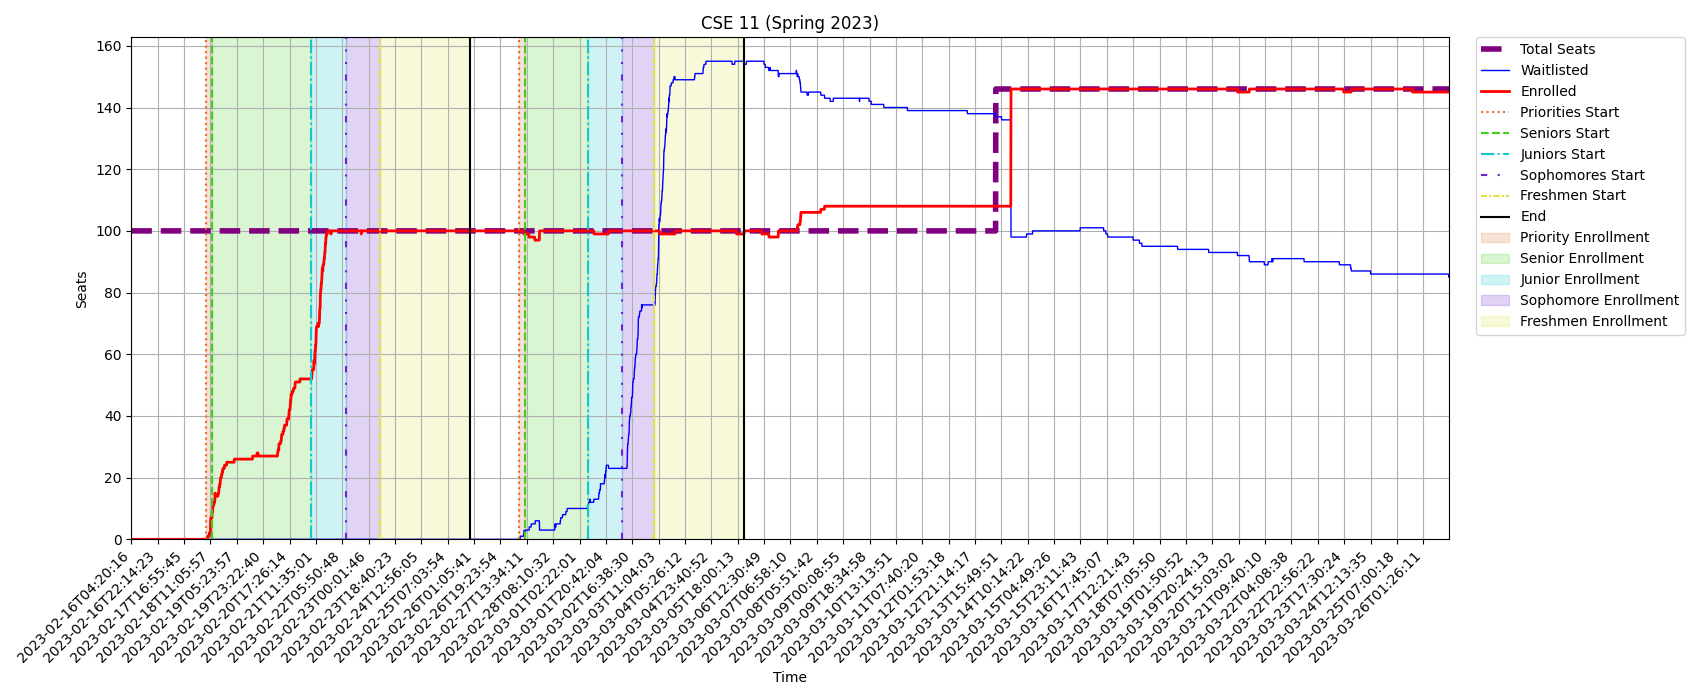 CSE 11 (Spring 2023)
Seats
160
140
120
100
80
60
40
20
0
2023-02-16T04:20:16
2023-02-16T22:14:23
2023-02-17T16:55:45
2023-02-18T11:05:57
2023-02-19T05:23:57
2023-02-19T23:22:40
2023-02-20T17:26:14
2023-02-21T11:35:01
2023-02-22T05:50:48
2023-02-23T00:01:46
2023-02-23T18:40:23
2023-02-24T12:56:05
2023-02-25T07:03:54
2023-02-26T01:05:41
2023-02-26T19:23:54
2023-02-27T13:34:11
2023-02-28T08:10:32
2023-03-01T02:22:01
2023-03-01T20:42:04
2023-03-02T16:38:30
2023-03-03T11:04:03
2023-03-04T05:26:12
2023-03-04T23:40:52
2023-03-05T18:00:13
2023-03-06T12:30:49
2023-03-07T06:58:10
2023-03-08T05:51:42
2023-03-09T00:08:55
2023-03-09T18:34:58
2023-03-10T13:13:51
2023-03-11T07:40:20
2023-03-12T01:53:18
2023-03-12T21:14:17
2023-03-13T15:49:51
2023-03-14T10:14:22
2023-03-15T04:49:26
2023-03-15T23:11:43
2023-03-16T17:45:07
2023-03-17T12:21:43
2023-03-18T07:05:50
2023-03-19T01:50:52
2023-03-19T20:24:13
2023-03-20T15:03:02
2023-03-21T09:40:10
2023-03-22T04:08:38
2023-03-22T22:56:22
2023-03-23T17:30:24
2023-03-24T12:13:35
2023-03-25T07:00:18
2023-03-26T01:26:11
Time
Total Seats
Waitlisted
Enrolled
Priorities Start
Seniors Start
Juniors Start
Sophomores Start
Freshmen Start
End
Priority Enrollment
Senior Enrollment
Junior Enrollment
Sophomore Enrollment
Freshmen Enrollment